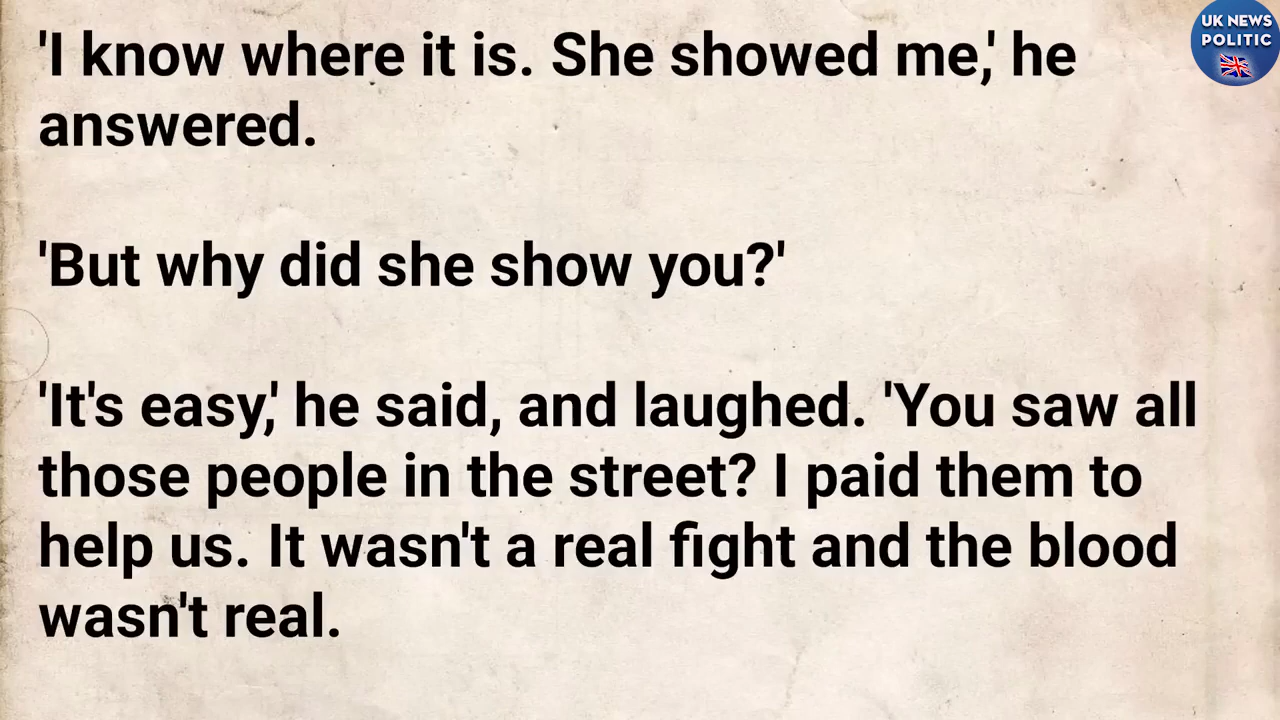 UK NEWS
POLITIC
'I know where it is. She showed me,' he
answered.
'But why did she show you?'
'It's easy,' he said, and laughed. 'You saw all
those people in the street? I paid them to
help us. It wasn't a real fight and the blood
wasn't real.